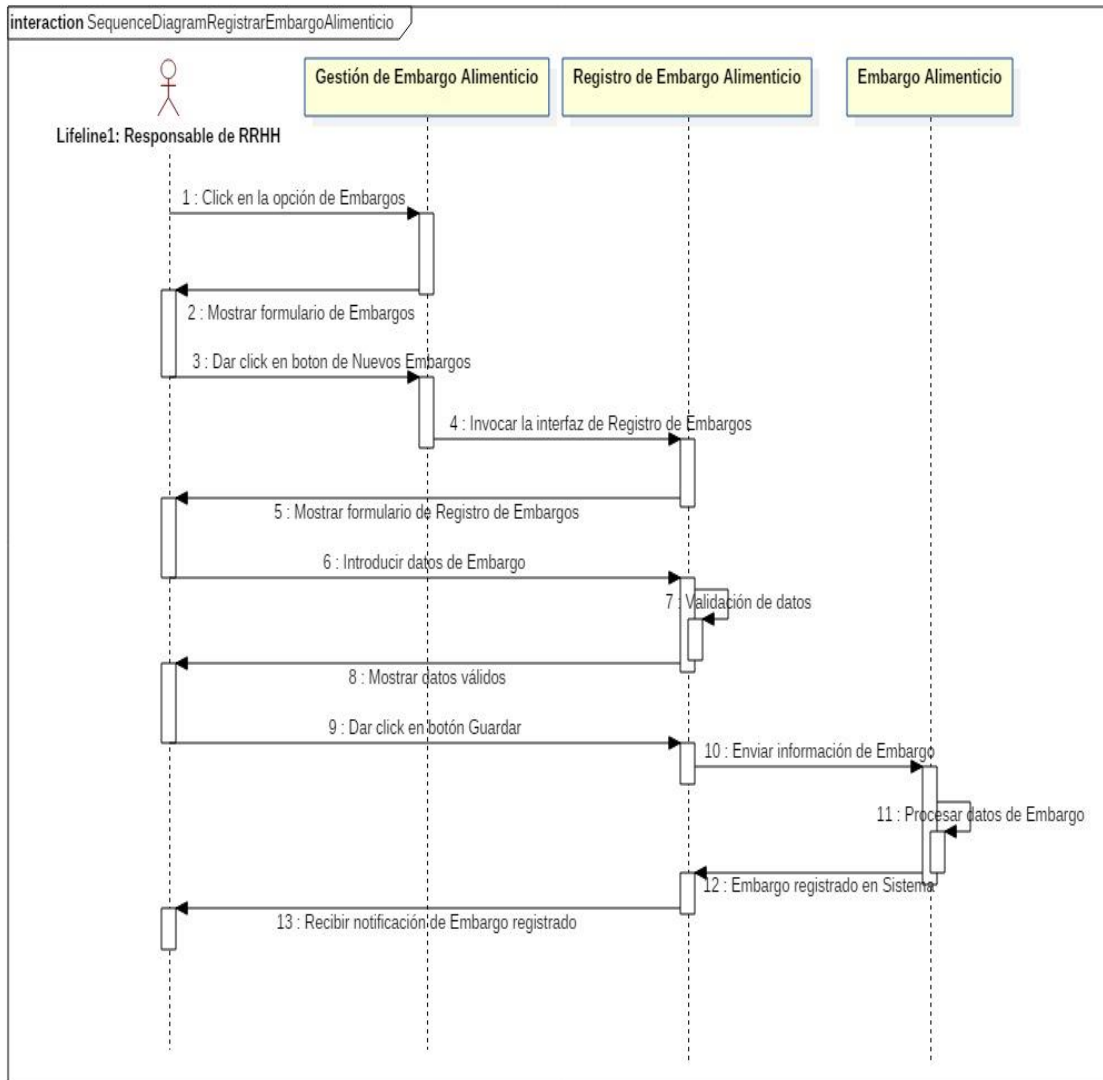 interaction SequenceDiagramRegistrarEmbargoAlimenticio
Gestión de Embargo Alimenticio
Registro de Embargo Alimenticio
Embargo Alimenticio
Lifeline1: Responsable de RRHH
1 : Click en la opción de Embargos
2 : Mostrar formulario de Embargos
3 : Dar click en boton de Nuevos Embargos
4 : Invocar la interfaz de Registro de Embargos
5 : Mostrar formulario de Registro de Embargos
6 : Introducir datos de Embargo
7 : Validación de datos
8 : Mostrar datos válidos
9 : Dar click en botón Guardar
10 : Enviar información de Embargo
11 : Procesar datos de Embargo
12 : Embargo registrado en Sistema
13 : Recibir notificación de Embargo registrado